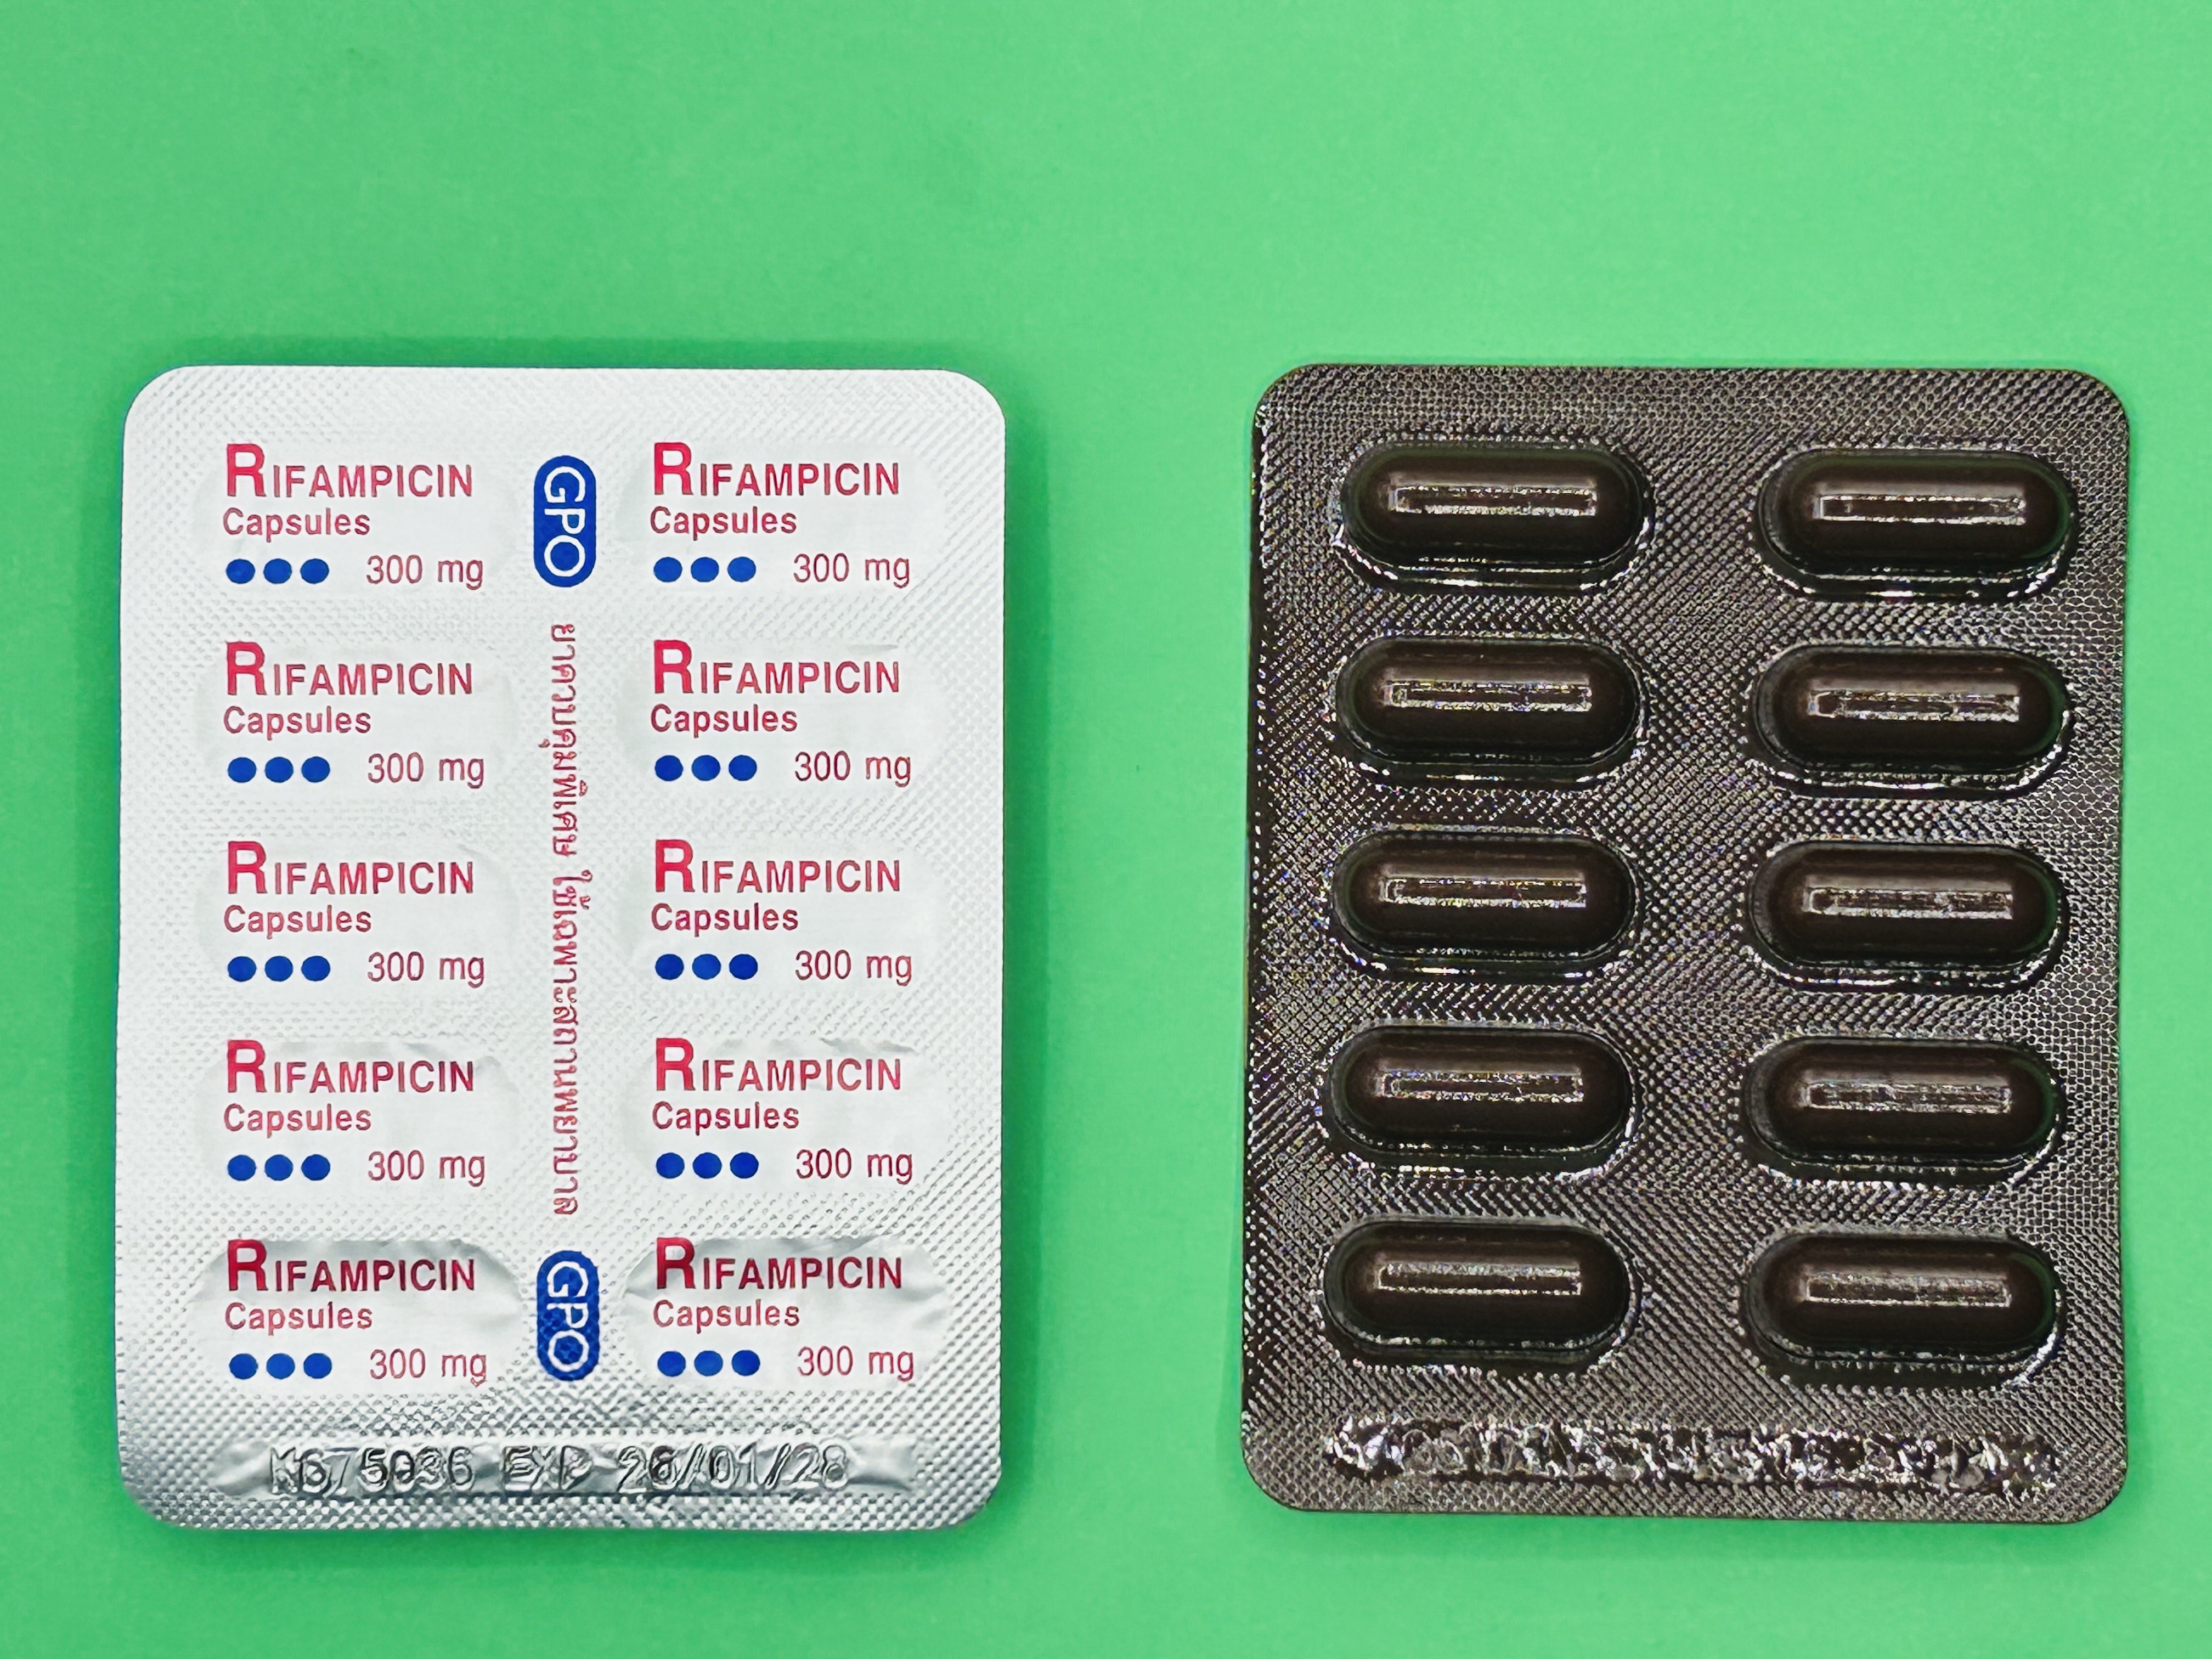 RIFAMPICIN
Capsules
300 mg
RIFAMPICIN
Capsules
300 mg
RIFAMPICIN
Capsules
300 mg
RIFAMPICIN
Capsules
300 mg
RIFAMPICIN
Capsules
300 mg
GPO
ยาควบคุมพิเศษ ใช้เฉพาะสถานพยาบาล
GPO
RIFAMPICIN
Capsules
300 mg
RIFAMPICIN
Capsules
300 mg
RIFAMPICIN
Capsules
300 mg
RIFAMPICIN
Capsules
300 mg
RIFAMPICIN
Capsules
300 mg
EXP 26/01/28